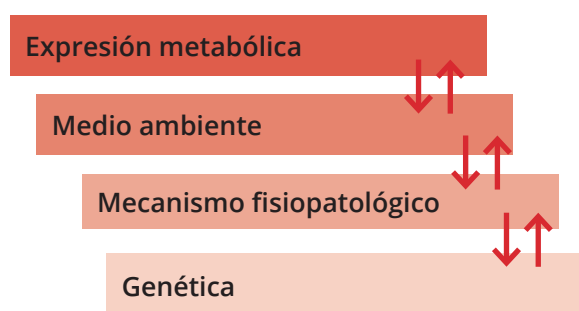 Expresión metabólica
Medio ambiente
Mecanismo fisiopatológico
Genética